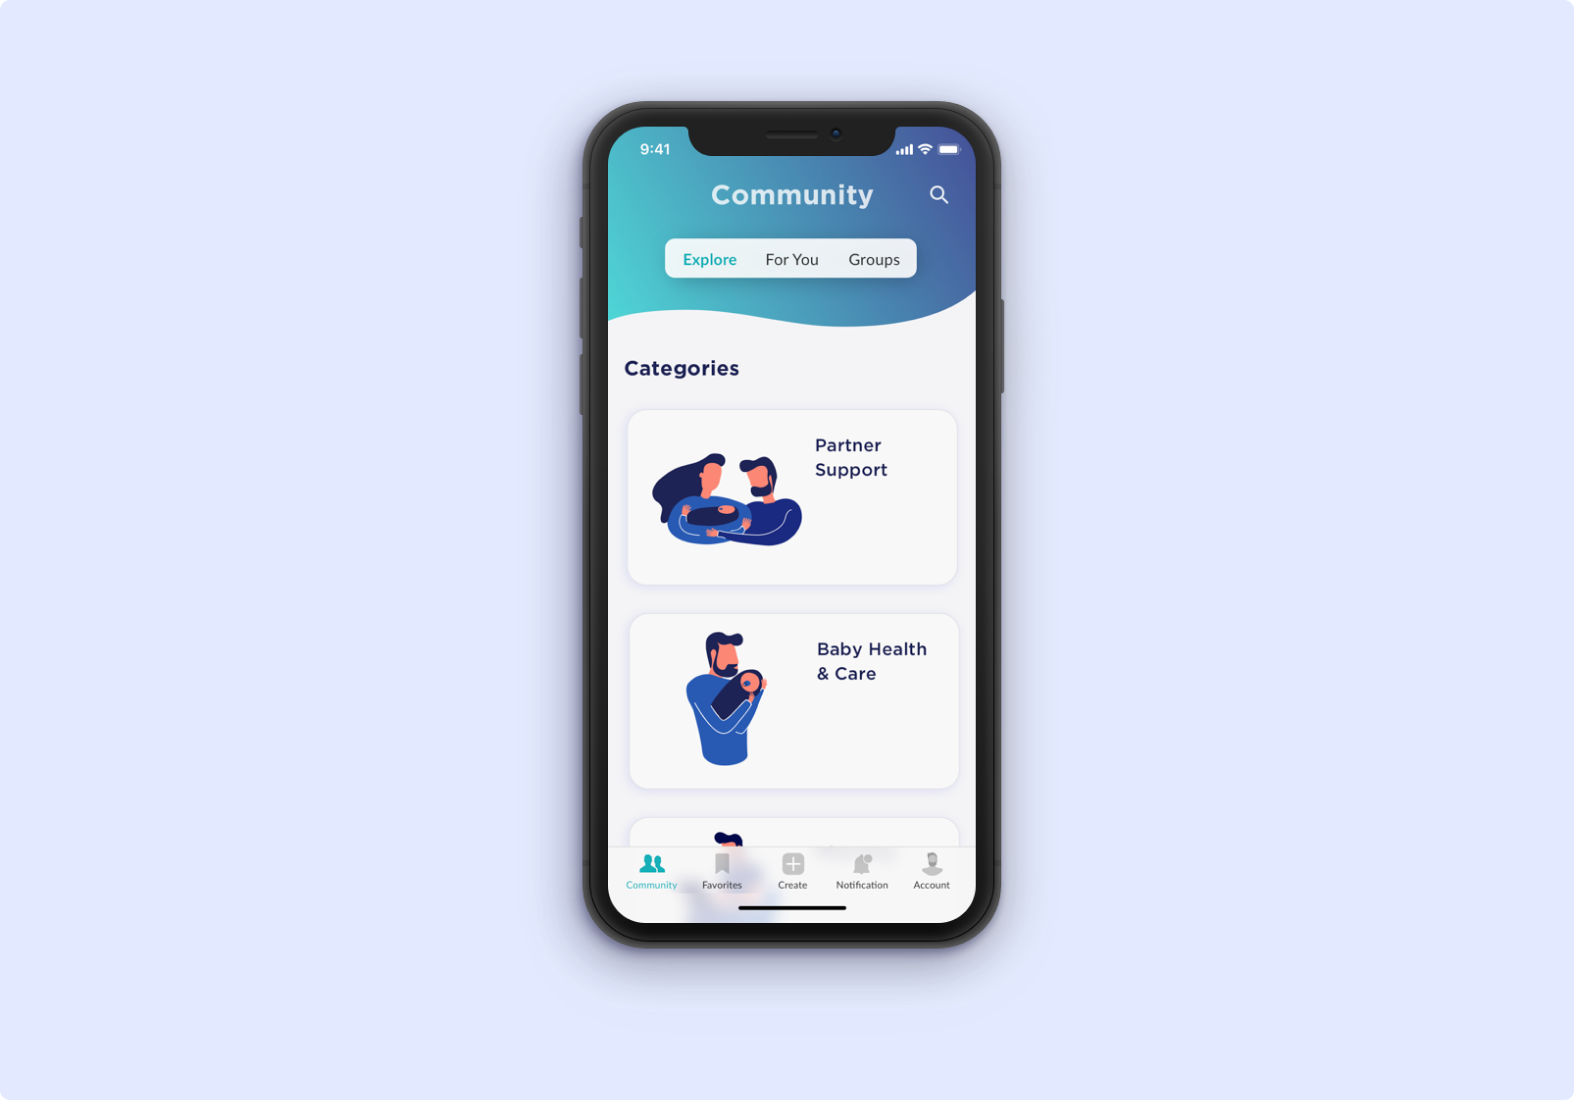 9:41
Community
Explore For You Groups
Categories
Partner
Support
Baby Health
& Care
Community Favorites Create Notification Account